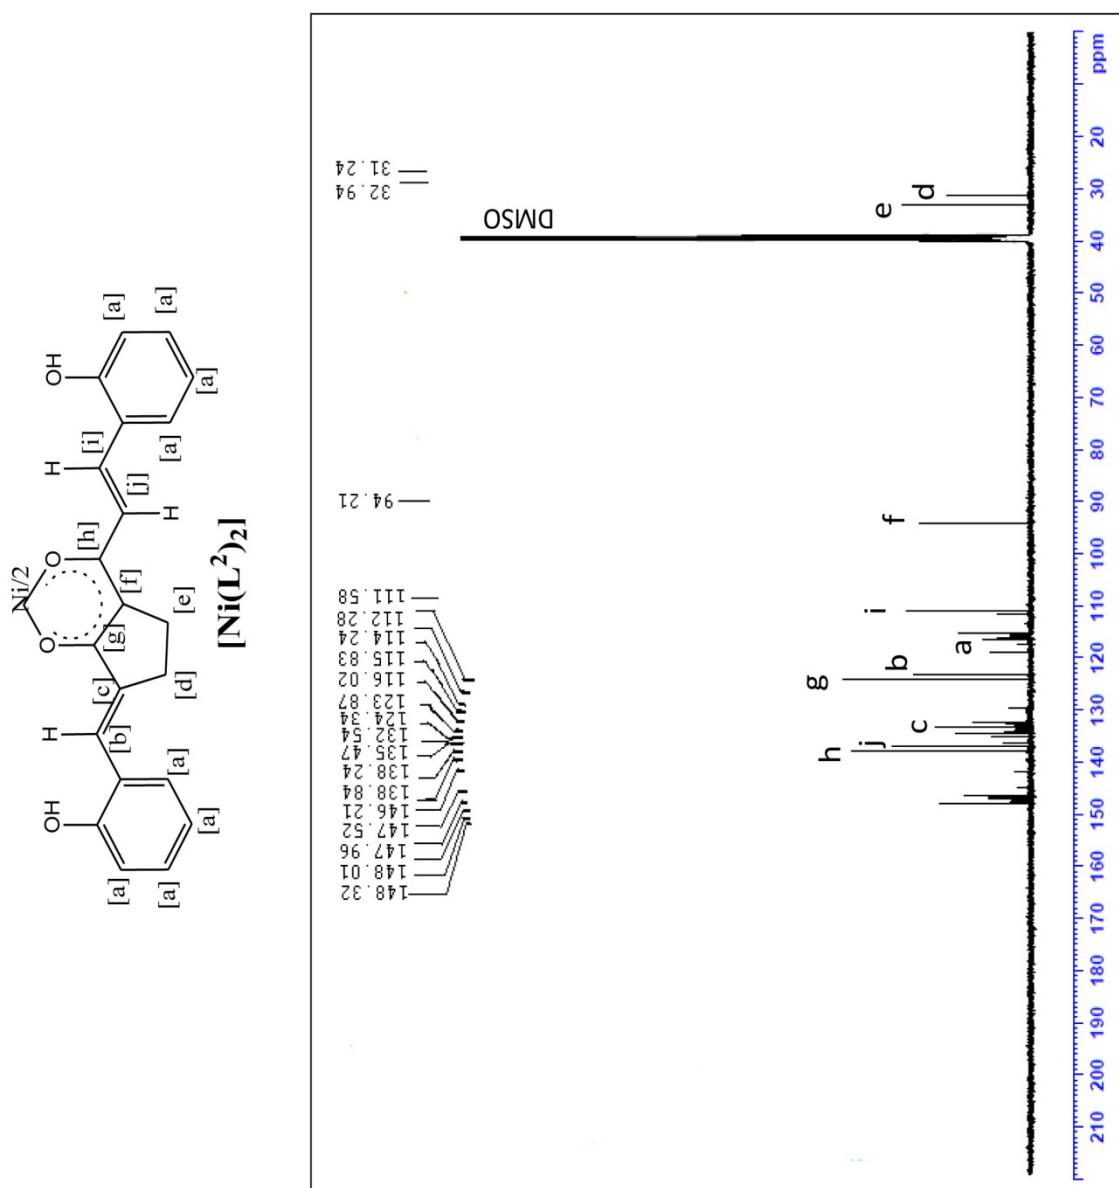 Ni/2
O
O
OH
H
H
OH
[g]
[h]
[c]
[f]
[b]
[j]
[i]
[d]
[e]
[a]
[a]
[a]
[a]
[a]
[a]
[a]
[a]
H
[Ni(L²)₂]
148.32
148.01
147.96
147.52
146.21
138.84
138.24
135.47
132.54
124.34
123.87
116.02
115.83
114.24
112.28
111.58
94.21
32.94
31.24
DMSO
h
j
c
g
b
a
i
f
e
d
210
200
190
180
170
160
150
140
130
120
110
100
90
80
70
60
50
40
30
20
ppm